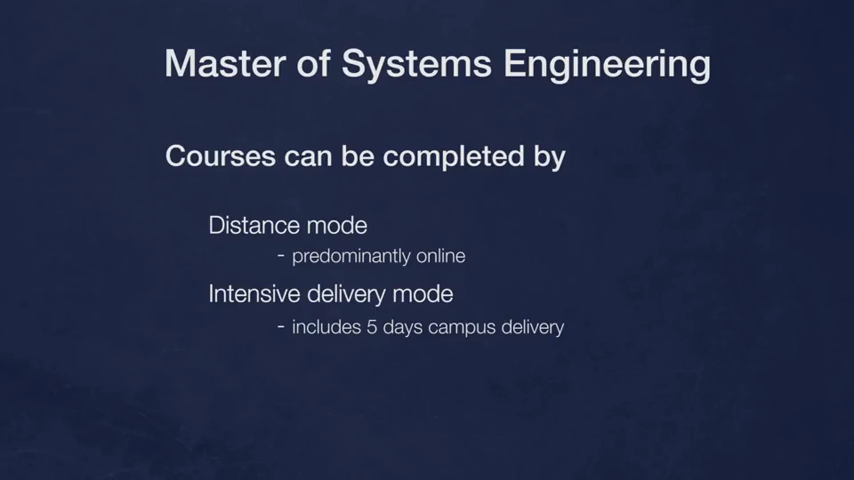 Master of Systems Engineering
Courses can be completed by
Distance mode
- predominantly online
Intensive delivery mode
- includes 5 days campus delivery